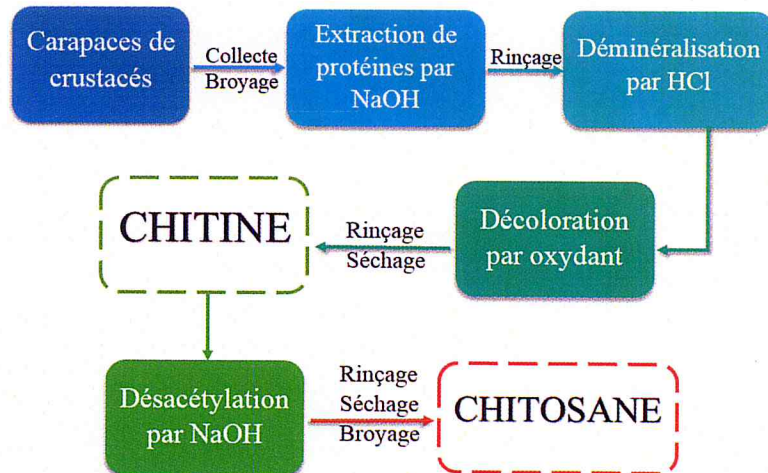 Carapaces de
crustacés
Collecte
Broyage
Extraction de
protéines par
NaOH
Rinçage
Déminéralisation
par HCl
Décoloration
par oxydant
Rinçage
Séchage
CHITINE
Désacétylation
par NaOH
Rinçage
Séchage
Broyage
CHITOSANE